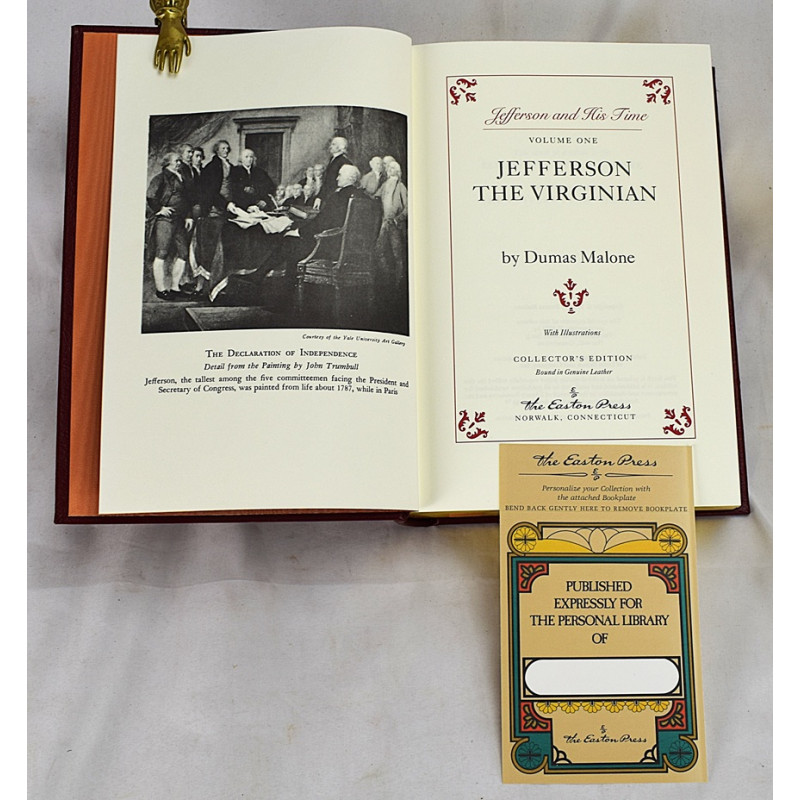 Courtesy of the Yale University Art Gallery
THE DECLARATION OF INDEPENDENCE
Detail from the Painting by John Trumbull
Jefferson, the tallest among the five committeemen facing the President and
Secretary of Congress, was painted from life about 1787, while in Paris
Jefferson and His Time
VOLUME ONE
JEFFERSON
THE VIRGINIAN
by Dumas Malone
With Illustrations
COLLECTOR'S EDITION
Bound in Genuine Leather
The Easton Press
NORWALK, CONNECTICUT
The Easton Press
Personalize your Collection with
the attached Bookplate
BEND BACK GENTLY HERE TO REMOVE BOOKPLATE
PUBLISHED
EXPRESSLY FOR
THE PERSONAL LIBRARY
OF
The Easton Press